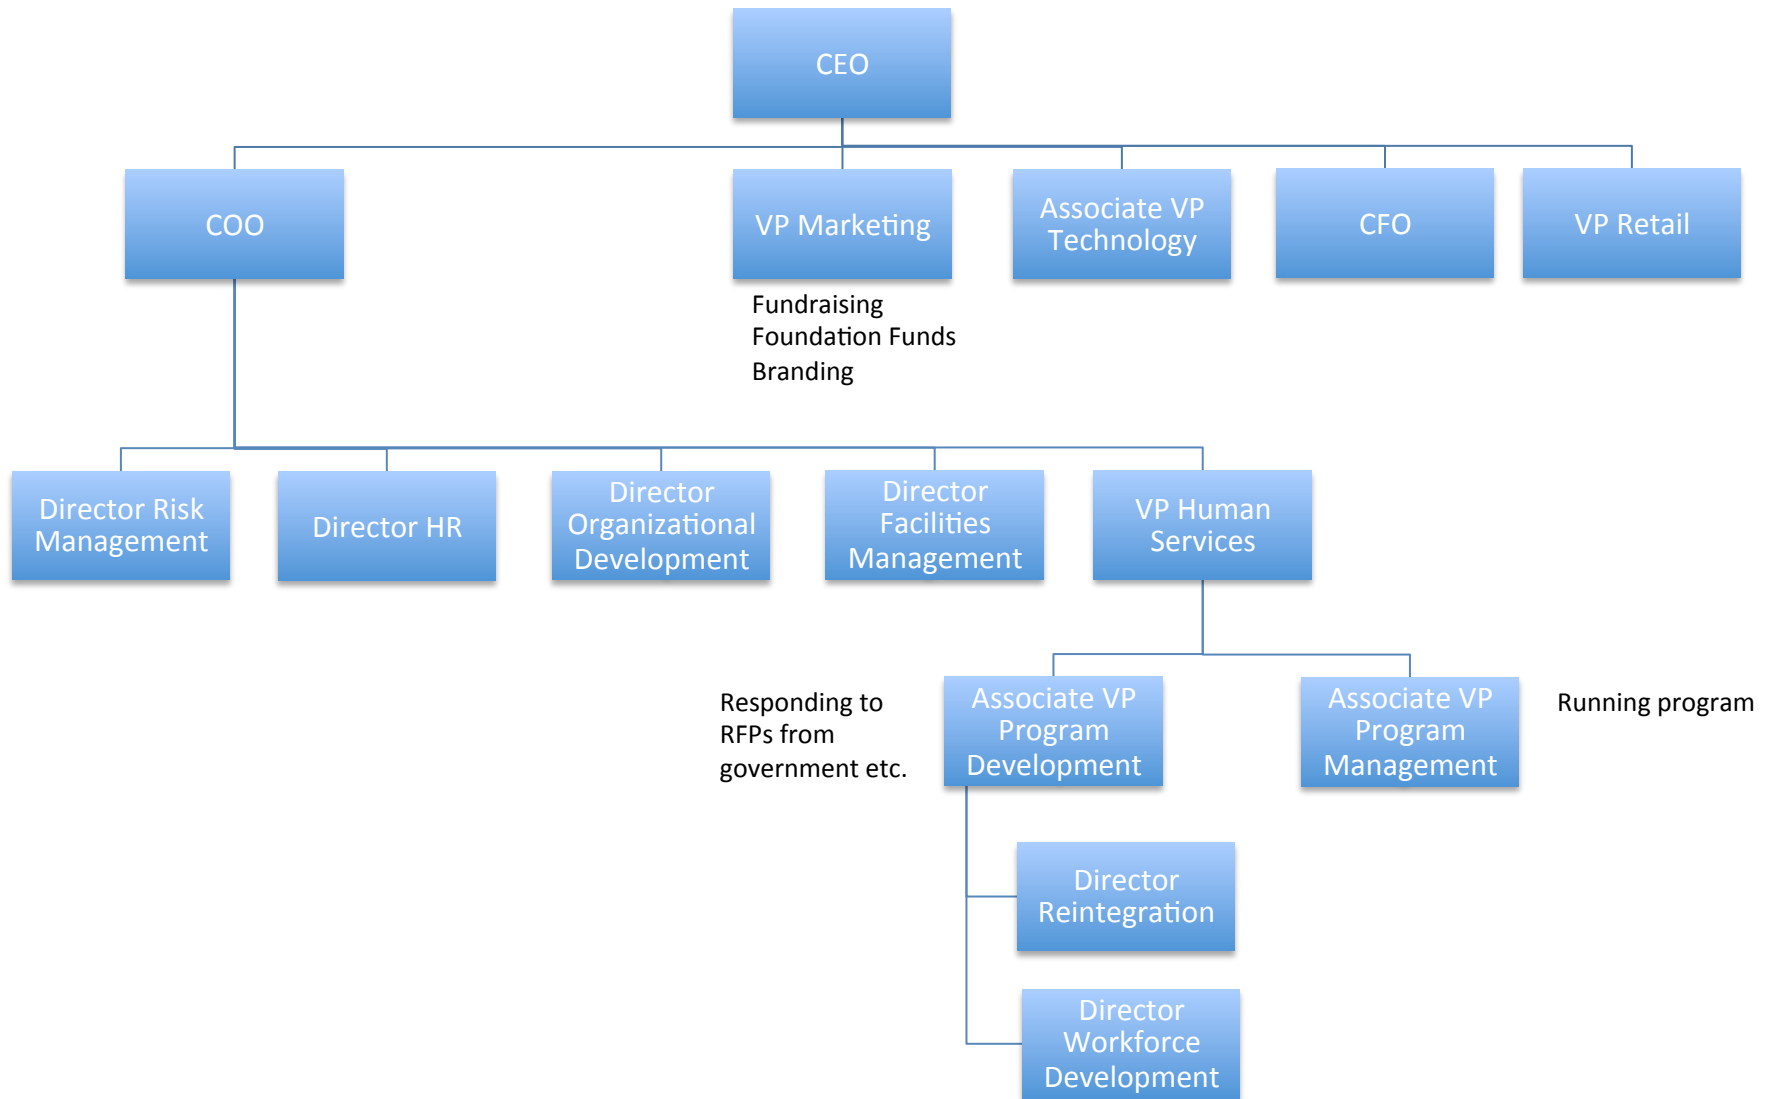 CEO
COO
VP Marketing
Associate VP
Technology
CFO
VP Retail
Fundraising
Foundation Funds
Branding
Director Risk
Management
Director HR
Director
Organizational
Development
Director
Facilities
Management
VP Human
Services
Responding to
RFPs from
government etc.
Associate VP
Program
Development
Associate VP
Program
Management
Running program
Director
Reintegration
Director
Workforce
Development